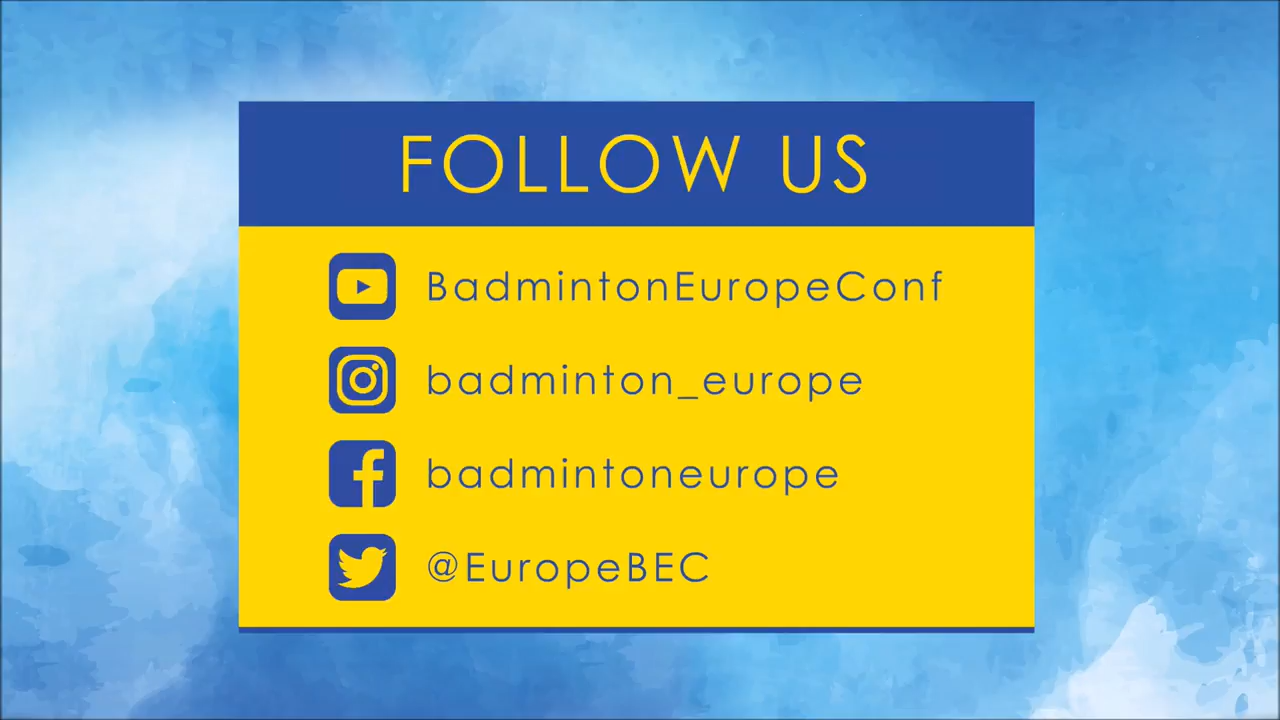 FOLLOW US
BadmintonEuropeConf
badminton_europe
badmintoneurope
@EuropeBEC